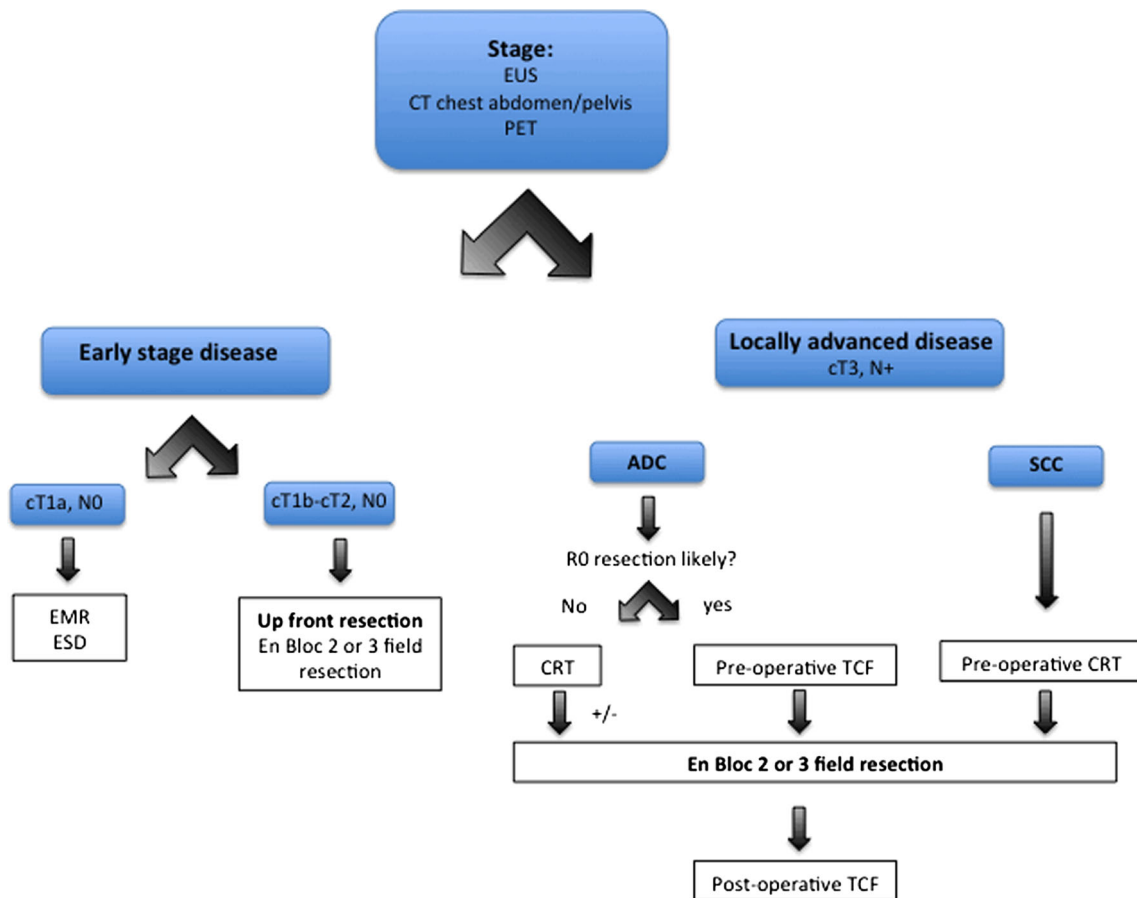 Stage:
EUS
CT chest abdomen/pelvis
PET
Early stage disease
Locally advanced disease
cT3, N+
ADC
SCC
cT1a, N0
cT1b-cT2, N0
R0 resection likely?
No
yes
EMR
ESD
Up front resection
En Bloc 2 or 3 field
resection
CRT
Pre-operative TCF
Pre-operative CRT
+/-
En Bloc 2 or 3 field resection
Post-operative TCF